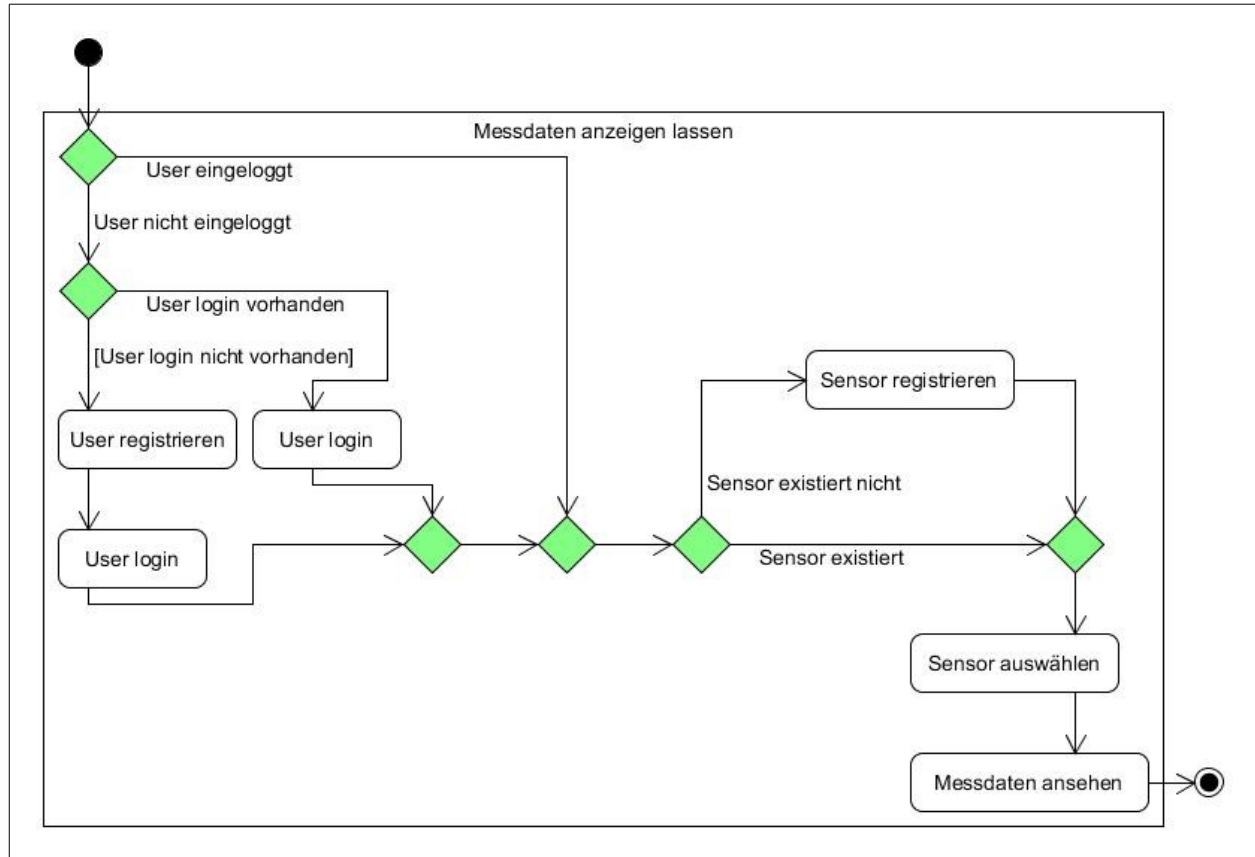 Messdaten anzeigen lassen
User eingeloggt
User nicht eingeloggt
User login vorhanden
[User login nicht vorhanden]
Sensor registrieren
User registrieren
User login
Sensor existiert nicht
User login
Sensor existiert
Sensor auswählen
Messdaten ansehen